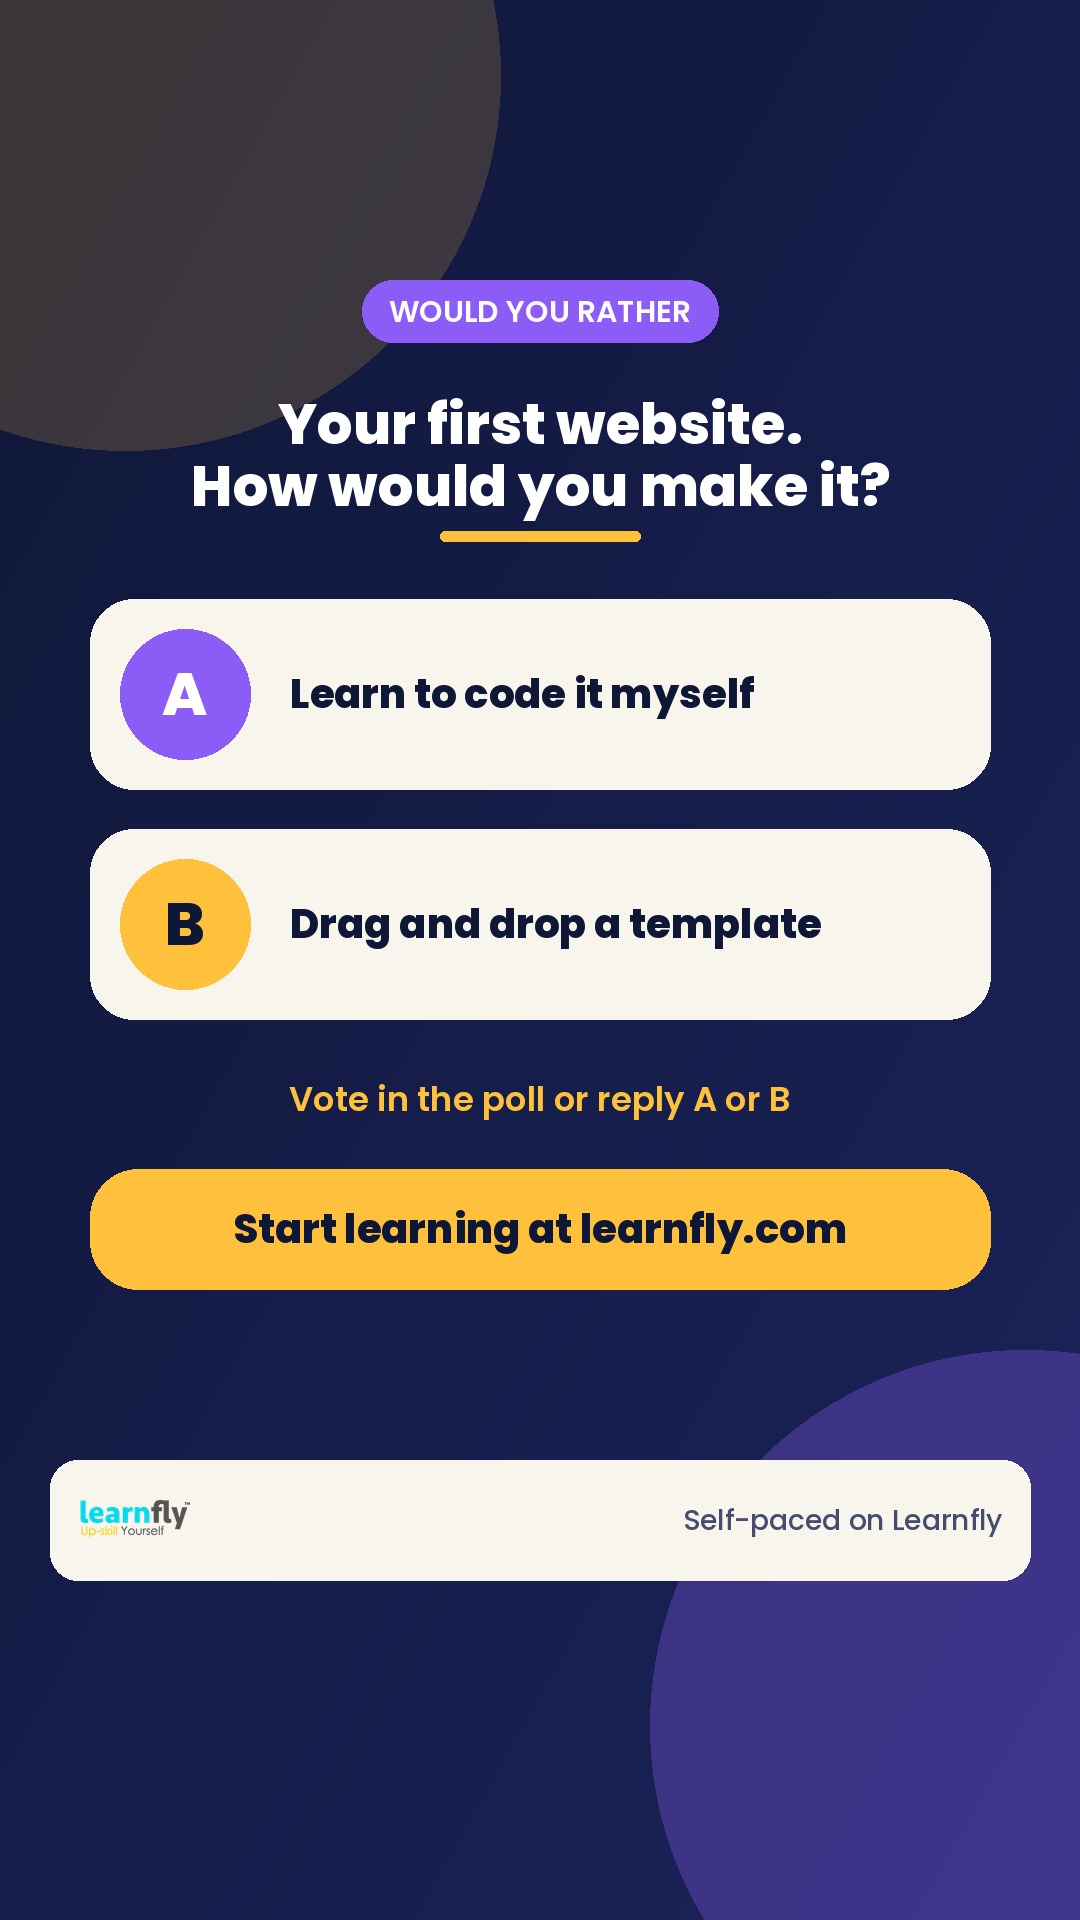 WOULD YOU RATHER
Your first website.
How would you make it?
A
Learn to code it myself
B
Drag and drop a template
Vote in the poll or reply A or B
Start learning at learnfly.com
learnfly™
Up-skill Yourself
Self-paced on Learnfly